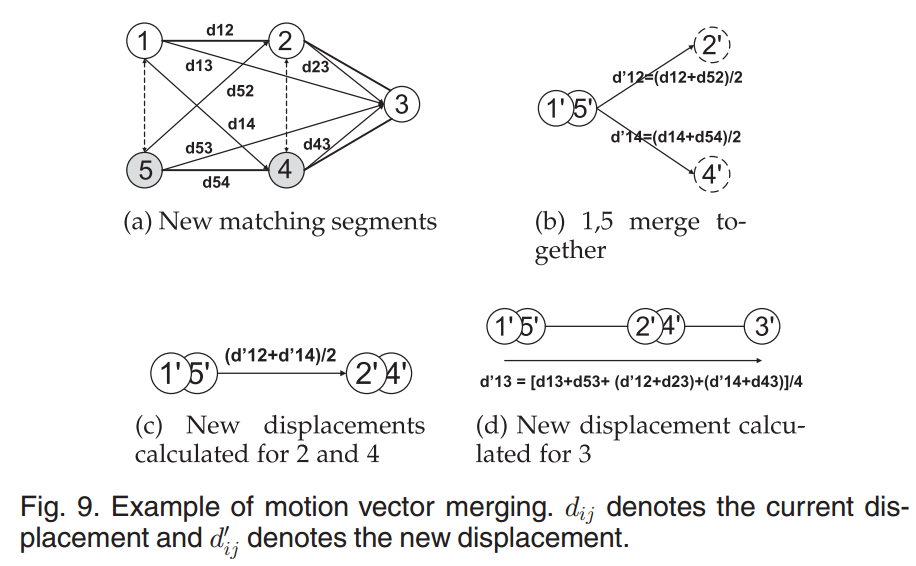 1
d12
2
d13
d23
d52
3
d14
d53
d43
5
d54
4
(a) New matching segments
2'
d'12=(d12+d52)/2
1' 5'
d'14=(d14+d54)/2
4'
(b) 1,5 merge to-
gether
1' 5'
(d'12+d'14)/2
2' 4'
(c) New displacements
calculated for 2 and 4
1' 5'
2' 4'
3'
d'13 = [d13+d53+ (d'12+d23)+(d'14+d43)]/4
(d) New displacement calcu-
lated for 3
Fig. 9. Example of motion vector merging. dij denotes the current dis-
placement and d′ij denotes the new displacement.